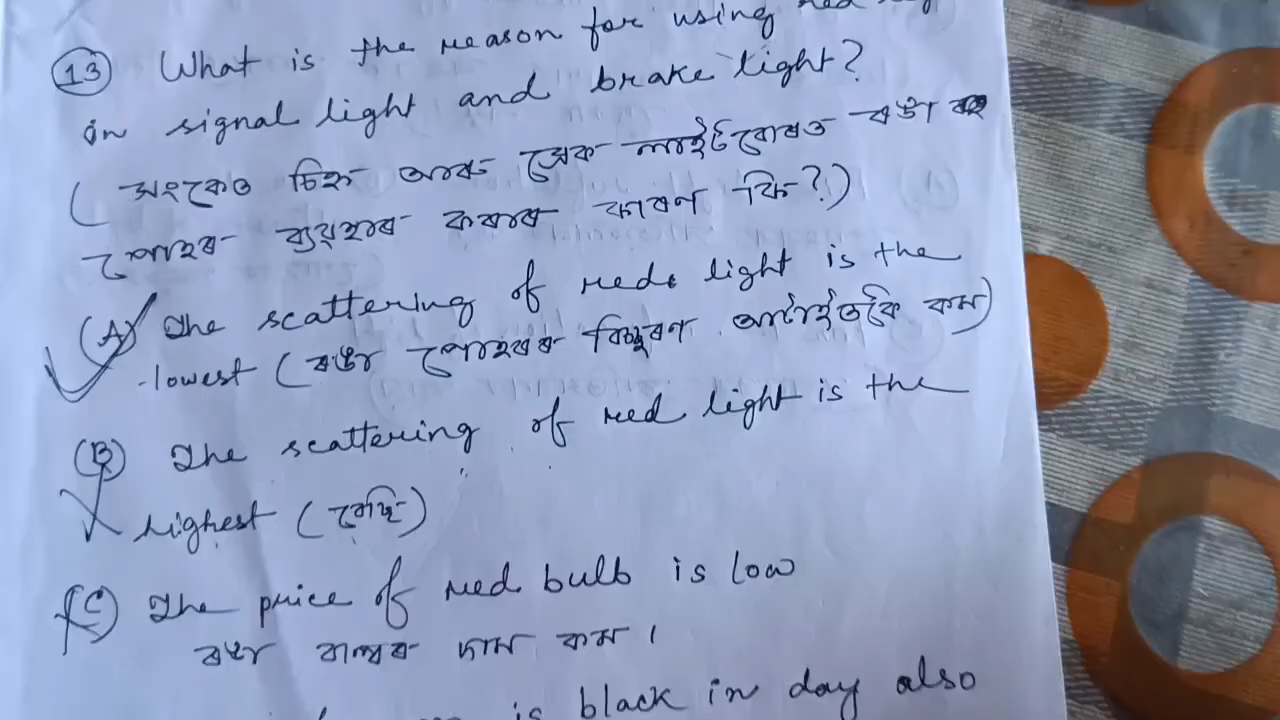 (13) What is the reason for using red
in signal light and brake light?
( সংকেত চিহ্ন আৰু ব্ৰেক লাইটবোৰত ৰঙা
পোহৰ ব্যৱহাৰ কৰাৰ কাৰণ কি?)
(A) The scattering of red light is the
lowest (ৰঙা পোহৰৰ বিচ্ছুৰণ আটাইতকৈ কম)
(B) The scattering of red light is the
highest (বেছি)
(C) The price of red bulb is low
ৰঙা বাল্বৰ দাম কম।
is black in day also